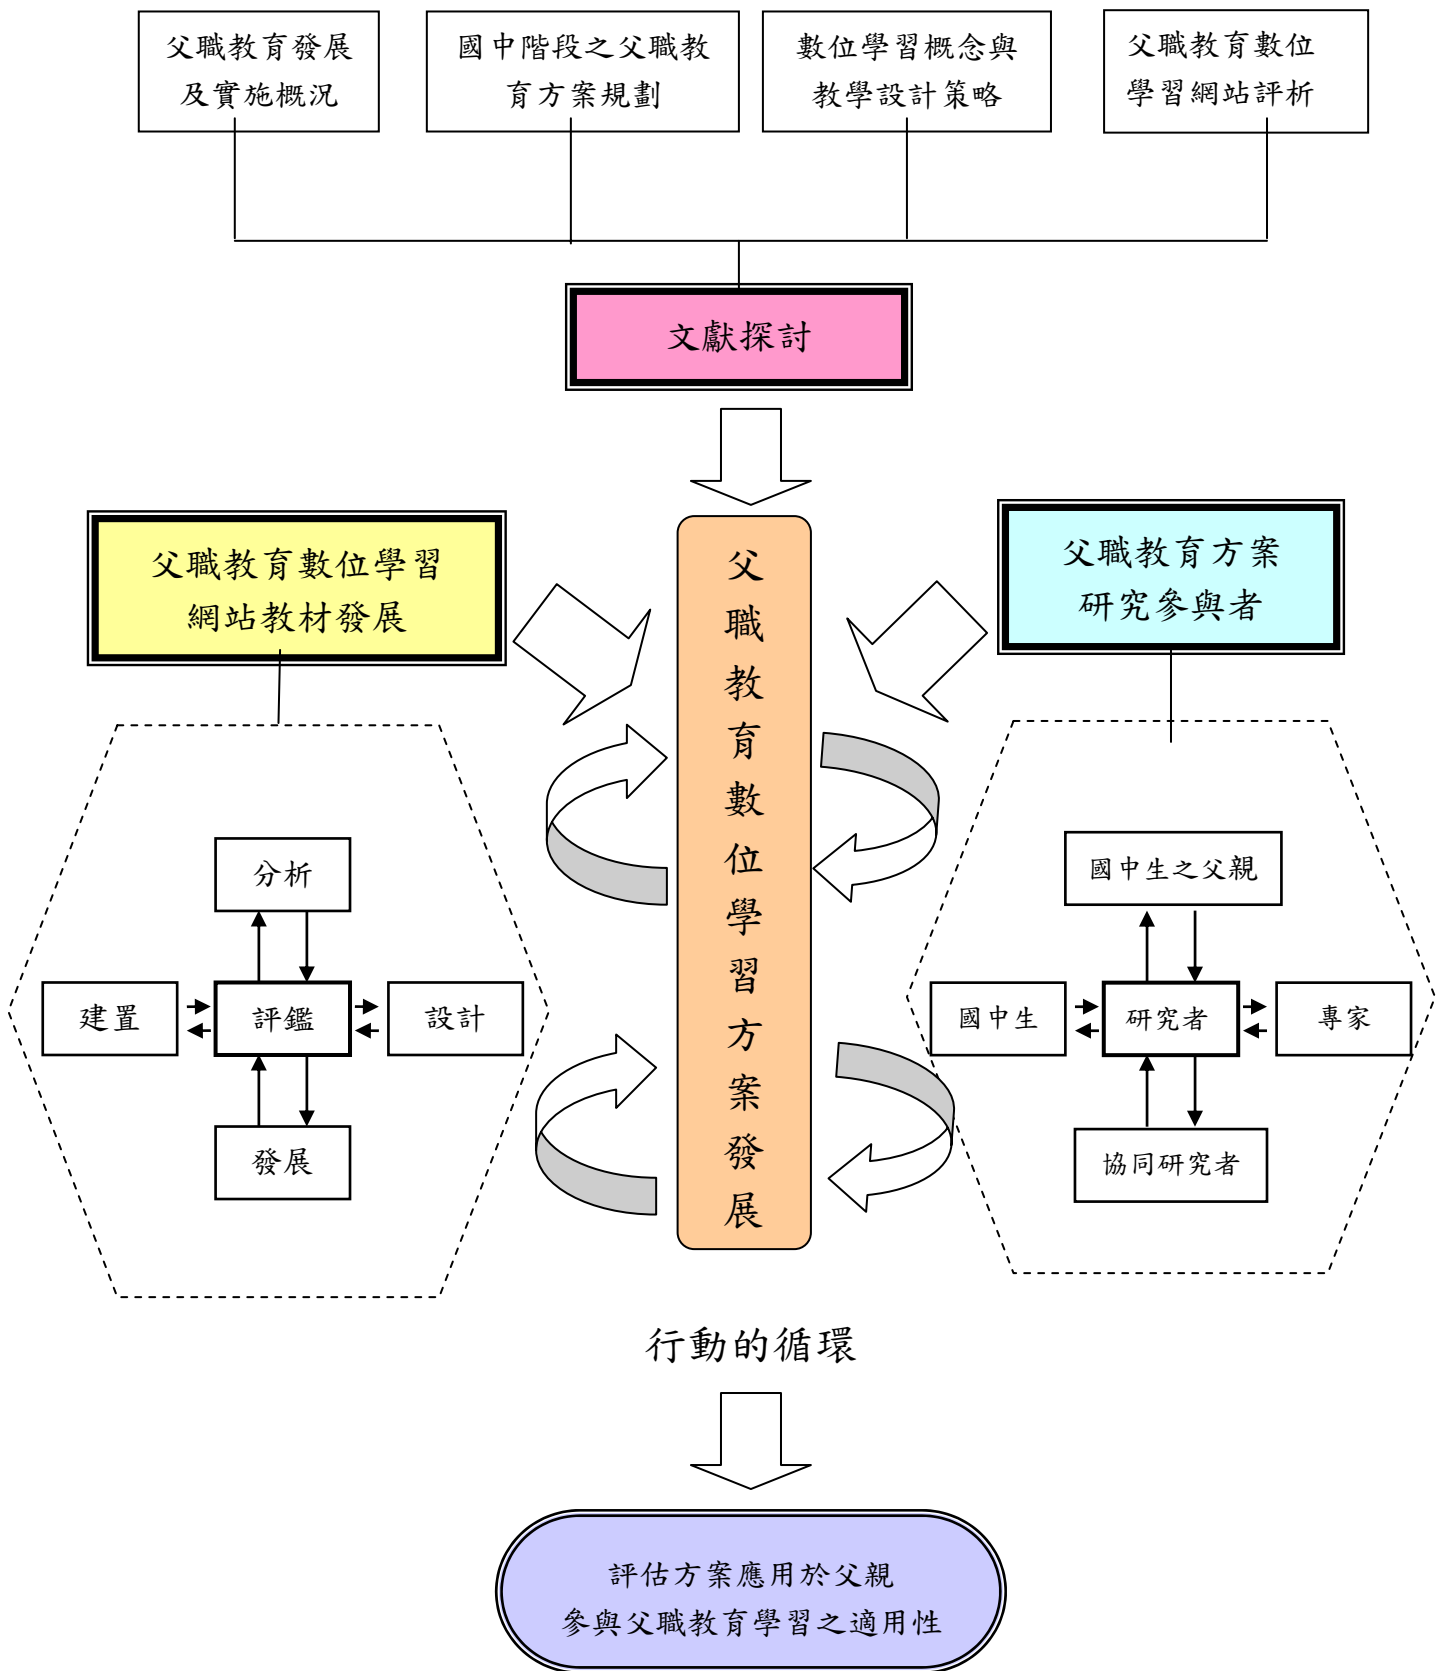 父職教育發展
及實施概況
國中階段之父職教
育方案規劃
數位學習概念與
教學設計策略
父職教育數位
學習網站評析
文獻探討
父職教育數位學習
網站教材發展
父職教育數位學習方案發展
父職教育方案
研究參與者
分析
建置
評鑑
設計
發展
國中生之父親
國中生
研究者
專家
協同研究者
行動的循環
評估方案應用於父親
參與父職教育學習之適用性